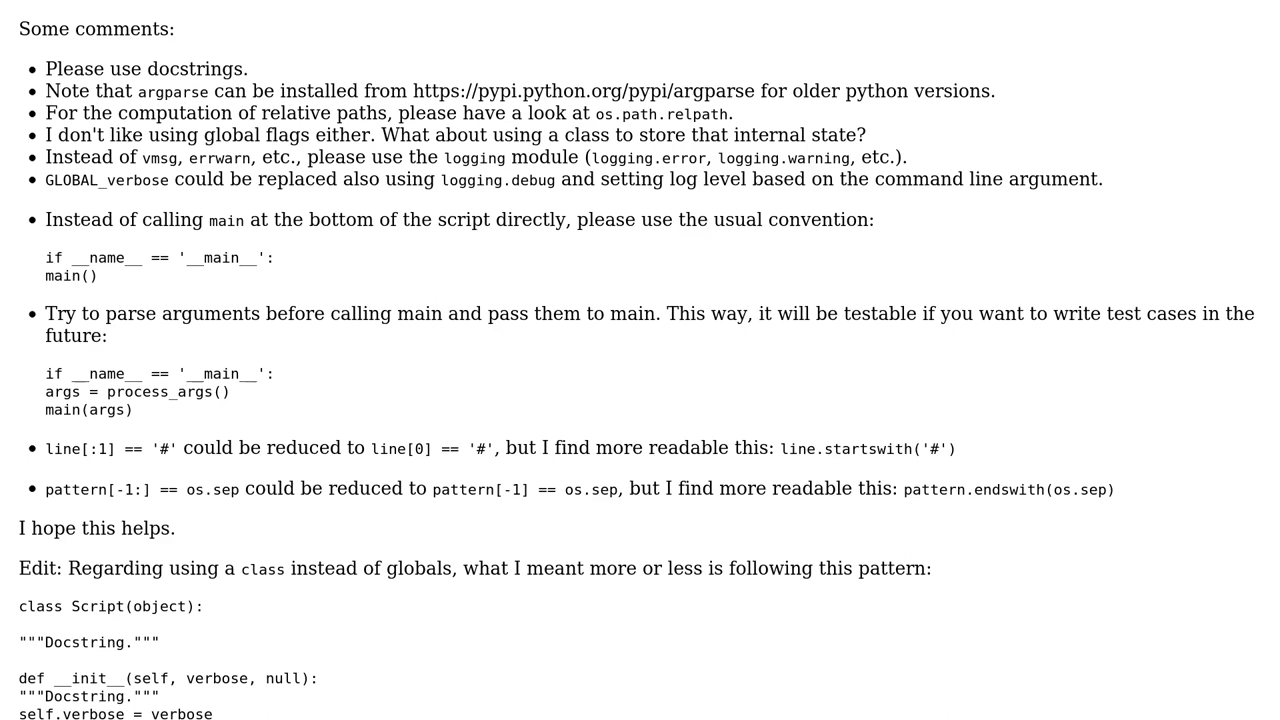 Some comments:
• Please use docstrings.
• Note that argparse can be installed from https://pypi.python.org/pypi/argparse for older python versions.
• For the computation of relative paths, please have a look at os.path.relpath.
• I don't like using global flags either. What about using a class to store that internal state?
• Instead of vmsg, errwarn, etc., please use the logging module (logging.error, logging.warning, etc.).
• GLOBAL_verbose could be replaced also using logging.debug and setting log level based on the command line argument.
• Instead of calling main at the bottom of the script directly, please use the usual convention:
if __name__ == '__main__':
main()
• Try to parse arguments before calling main and pass them to main. This way, it will be testable if you want to write test cases in the
future:
if __name__ == '__main__':
args = process_args()
main(args)
• line[:1] == '#' could be reduced to line[0] == '#', but I find more readable this: line.startswith('#')
• pattern[-1:] == os.sep could be reduced to pattern[-1] == os.sep, but I find more readable this: pattern.endswith(os.sep)
I hope this helps.
Edit: Regarding using a class instead of globals, what I meant more or less is following this pattern:
class Script(object):
"""Docstring."""
def __init__(self, verbose, null):
"""Docstring."""
self.verbose = verbose